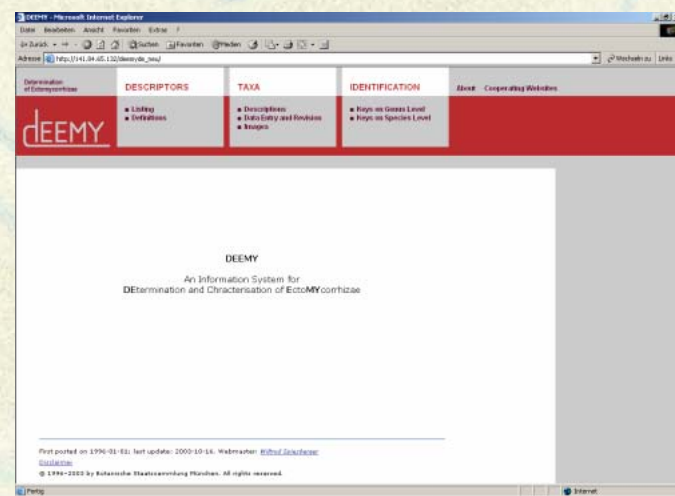 DEEMY - Microsoft Internet Explorer
Datei Bearbeiten Ansicht Favoriten Extras ?
Zurück Suchen Favoriten Medien
Adresse http://141.84.65.132/deemy/de_neu/ Wechseln zu Links
Determination
of Ectomycorrhizae
DESCRIPTORS TAXA IDENTIFICATION About Cooperating Websites
Listing
Definitions
Descriptions
Data Entry and Revision
Images
Keys on Genus Level
Keys on Species Level
dEEMY
DEEMY
An Information System for
DEtermination and Chracterisation of EctoMYcorrhizae
First posted on 1996-01-01; last update: 2003-10-16. Webmaster:
Disclaimer
© 1996-2003 by Botanische Staatssammlung München. All rights reserved.
Fertig Internet